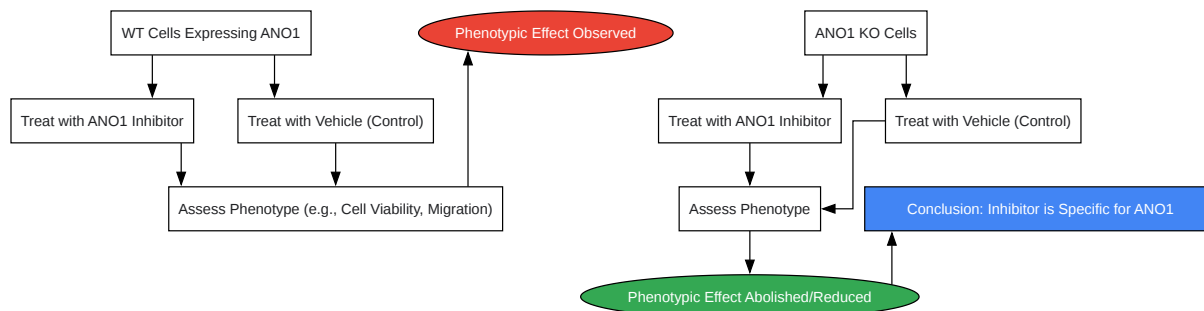 WT Cells Expressing ANO1
Phenotypic Effect Observed
ANO1 KO Cells
Treat with ANO1 Inhibitor
Treat with Vehicle (Control)
Treat with ANO1 Inhibitor
Treat with Vehicle (Control)
Assess Phenotype (e.g., Cell Viability, Migration)
Assess Phenotype
Conclusion: Inhibitor is Specific for ANO1
Phenotypic Effect Abolished/Reduced